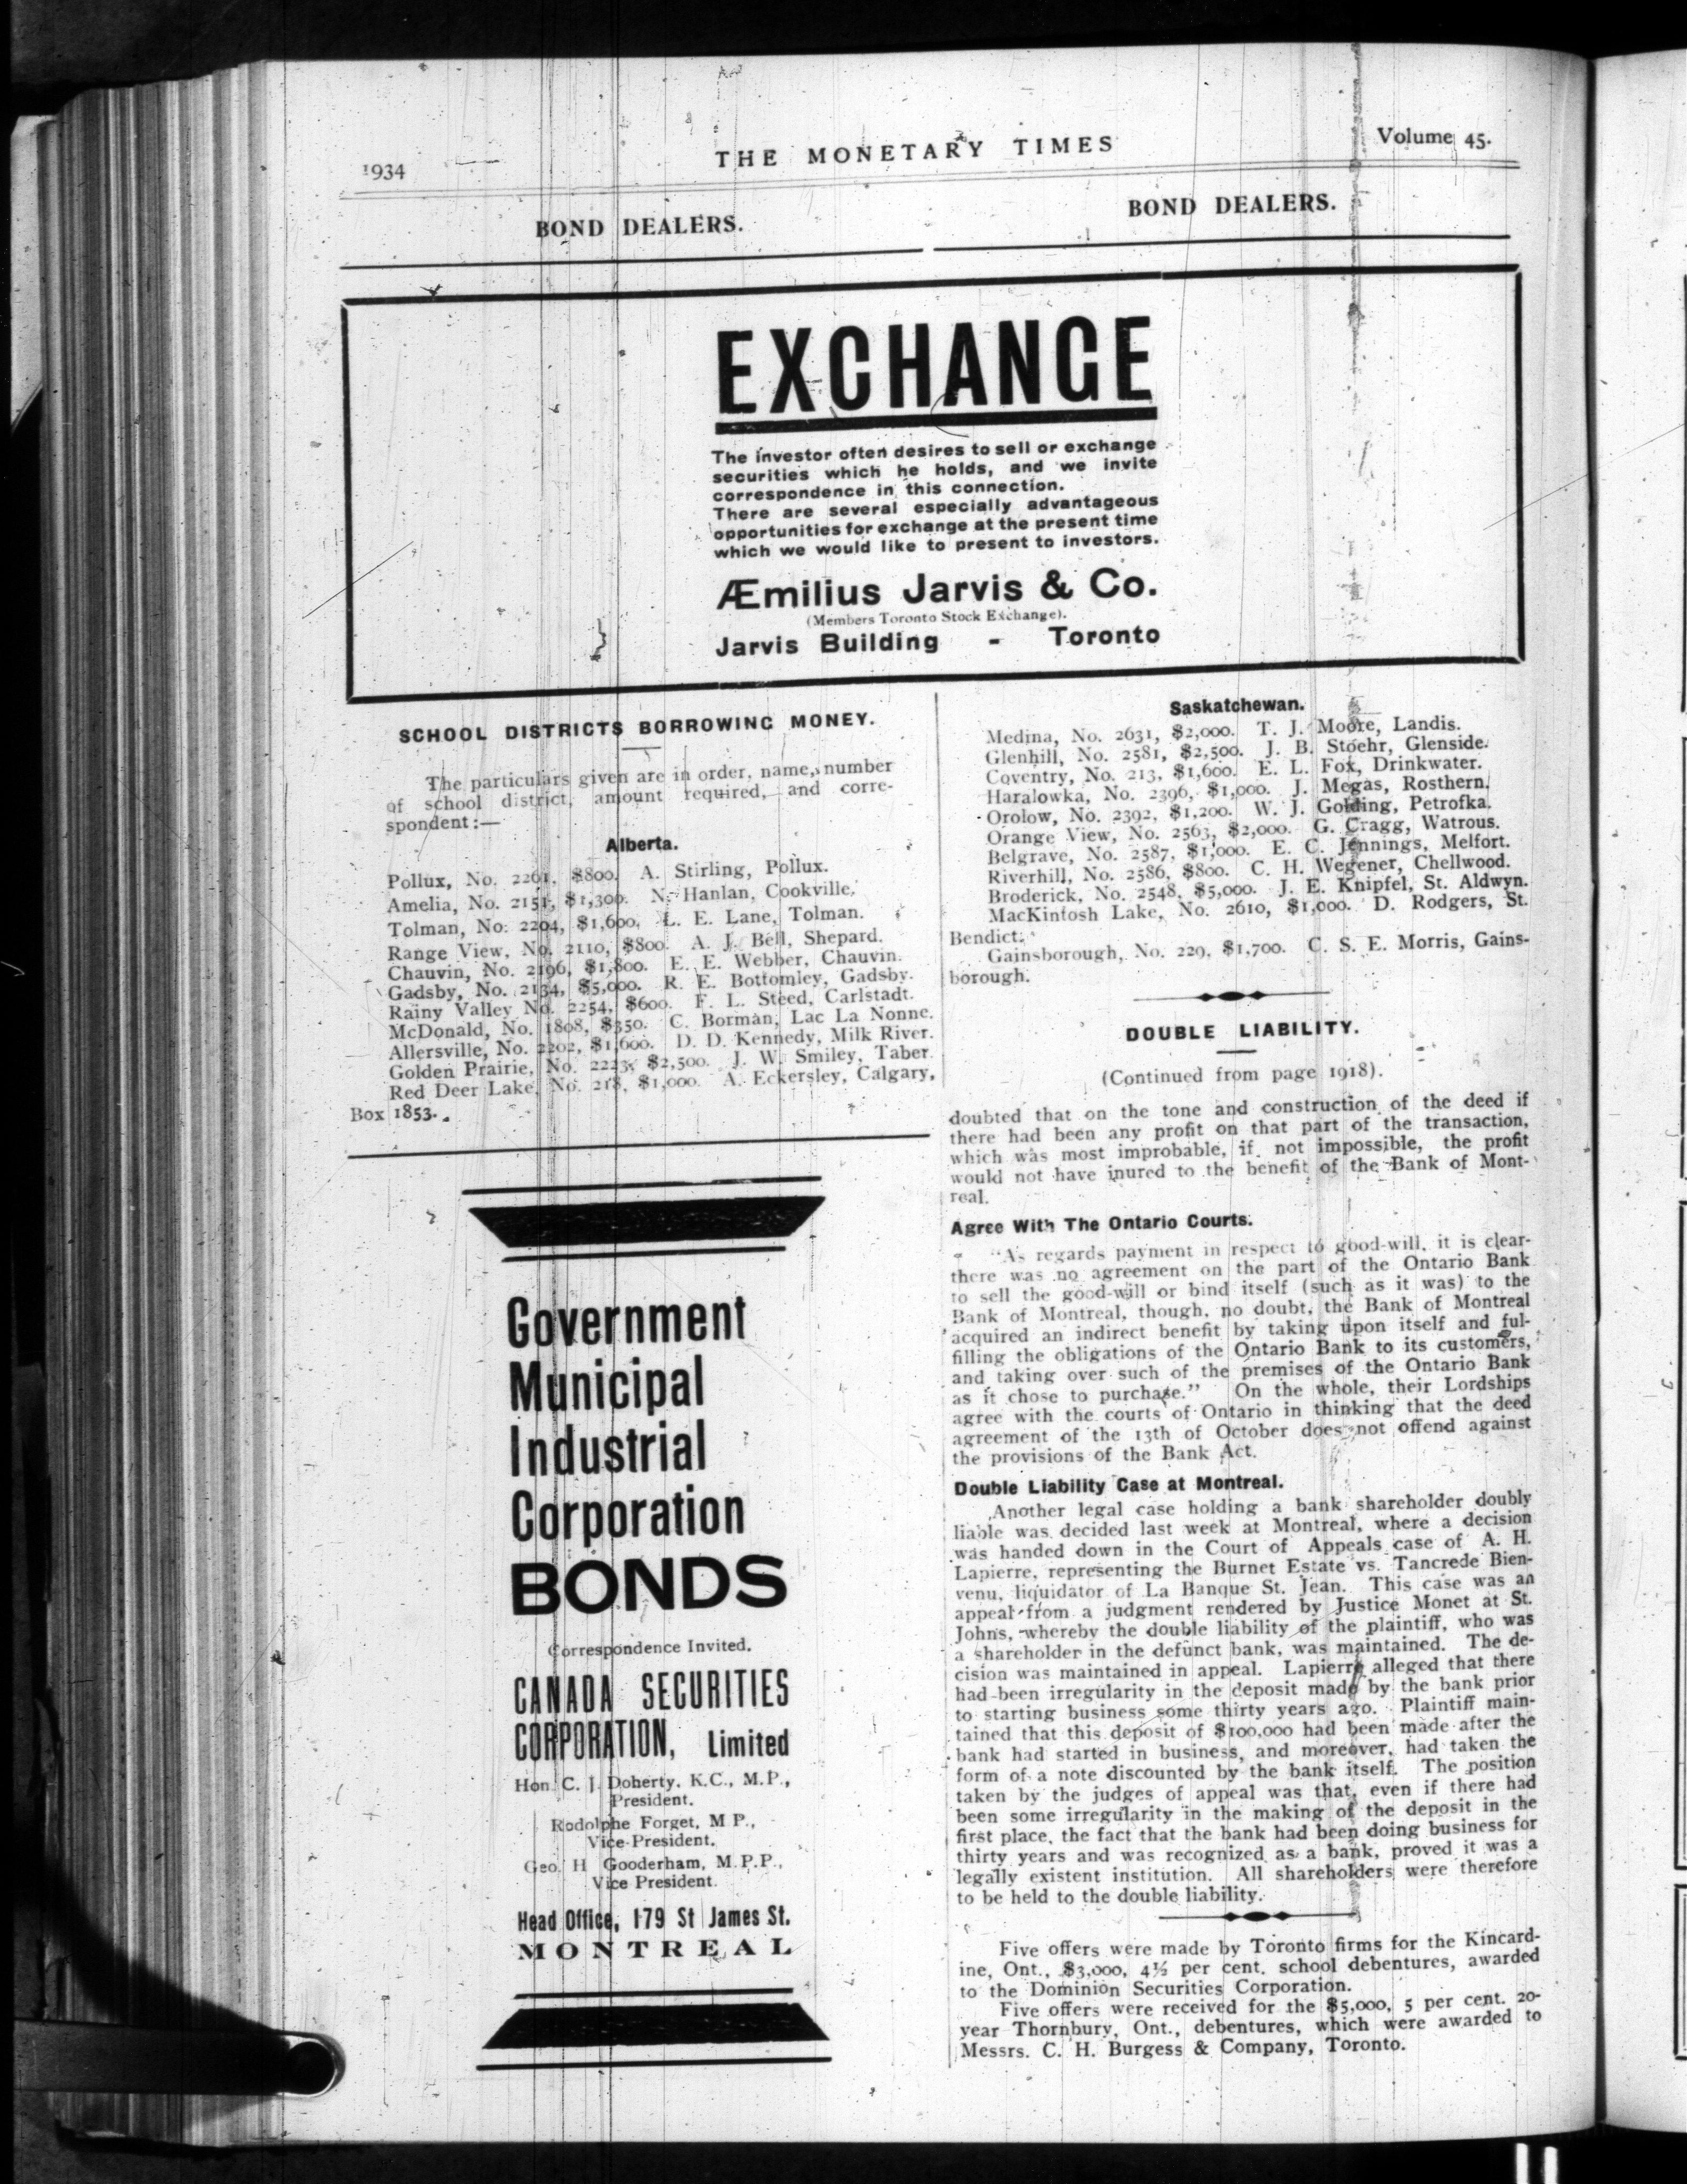 1934
THE MONETARY TIMES
Volume 45.
BOND DEALERS.
BOND DEALERS.
EXCHANGE
The investor often desires to sell or exchange
securities which he holds, and we invite
correspondence in this connection.
There are several especially advantageous
opportunities for exchange at the present time
which we would like to present to investors.
Æmilius Jarvis & Co.
(Members Toronto Stock Exchange).
Jarvis Building - Toronto
SCHOOL DISTRICTS BORROWING MONEY.
The particulars given are in order, name, number
of school district, amount required, and corre-
spondent:—
Alberta.
Pollux, No. 2261, $800. A. Stirling, Pollux.
Amelia, No. 2151, $1,300. N. Hanlan, Cookville.
Tolman, No. 2204, $1,600, L. E. Lane, Tolman.
Range View, No. 2110, $800. A. J. Bell, Shepard.
Chauvin, No. 2196, $1,800. E. E. Webber, Chauvin.
Gadsby, No. 2134, $5,000. R. E. Bottomley, Gadsby.
Rainy Valley No. 2254, $600. F. L. Steed, Carlstadt.
McDonald, No. 1808, $350. C. Borman, Lac La Nonne.
Allersville, No. 2202, $1,600. D. D. Kennedy, Milk River.
Golden Prairie, No. 2223, $2,500. J. W. Smiley, Taber.
Red Deer Lake, No. 218, $1,000. A. Eckersley, Calgary,
Box 1853.
Government
Municipal
Industrial
Corporation
BONDS
Correspondence Invited.
CANADA SECURITIES
CORPORATION, Limited
Hon. C. J. Doherty, K.C., M.P.,
President.
Rodolphe Forget, M P.,
Vice-President.
Geo. H Gooderham, M.P.P.,
Vice President.
Head Office, 179 St James St.
MONTREAL
Saskatchewan.
Medina, No. 2631, $2,000. T. J. Moore, Landis.
Glenhill, No. 2581, $2,500. J. B. Stoehr, Glenside.
Coventry, No. 213, $1,600. E. L. Fox, Drinkwater.
Haralowka, No. 2396, $1,000. J. Megas, Rosthern.
Orolow, No. 2392, $1,200. W. J. Golding, Petrofka.
Orange View, No. 2563, $2,000. G. Cragg, Watrous.
Belgrave, No. 2587, $1,000. E. C. Jennings, Melfort.
Riverhill, No. 2586, $800. C. H. Wegener, Chellwood.
Broderick, No. 2548, $5,000. J. E. Knipfel, St. Aldwyn.
MacKintosh Lake, No. 2610, $1,000. D. Rodgers, St.
Bendict.
Gainsborough, No. 229, $1,700. C. S. E. Morris, Gains-
borough.
DOUBLE LIABILITY.
(Continued from page 1918).
doubted that on the tone and construction of the deed if
there had been any profit on that part of the transaction,
which was most improbable, if not impossible, the profit
would not have inured to the benefit of the Bank of Mont-
real.
Agree With The Ontario Courts.
"As regards payment in respect to good-will, it is clear
there was no agreement on the part of the Ontario Bank
to sell the good-will or bind itself (such as it was) to the
Bank of Montreal, though, no doubt, the Bank of Montreal
acquired an indirect benefit by taking upon itself and ful-
filling the obligations of the Ontario Bank to its customers,
and taking over such of the premises of the Ontario Bank
as it chose to purchase." On the whole, their Lordships
agree with the courts of Ontario in thinking that the deed
agreement of the 13th of October does not offend against
the provisions of the Bank Act.
Double Liability Case at Montreal.
Another legal case holding a bank shareholder doubly
liable was decided last week at Montreal, where a decision
was handed down in the Court of Appeals case of A. H.
Lapierre, representing the Burnet Estate vs. Tancrede Bien-
venu, liquidator of La Banque St. Jean. This case was an
appeal from a judgment rendered by Justice Monet at St.
Johns, whereby the double liability of the plaintiff, who was
a shareholder in the defunct bank, was maintained. The de-
cision was maintained in appeal. Lapierre alleged that there
had been irregularity in the deposit made by the bank prior
to starting business some thirty years ago. Plaintiff main-
tained that this deposit of $100,000 had been made after the
bank had started in business, and moreover, had taken the
form of a note discounted by the bank itself. The position
taken by the judges of appeal was that, even if there had
been some irregularity in the making of the deposit in the
first place, the fact that the bank had been doing business for
thirty years and was recognized as a bank, proved it was a
legally existent institution. All shareholders were therefore
to be held to the double liability.
Five offers were made by Toronto firms for the Kincard-
ine, Ont., $3,000, 4½ per cent. school debentures, awarded
to the Dominion Securities Corporation.
Five offers were received for the $5,000, 5 per cent. 20-
year Thornbury, Ont., debentures, which were awarded to
Messrs. C. H. Burgess & Company, Toronto.